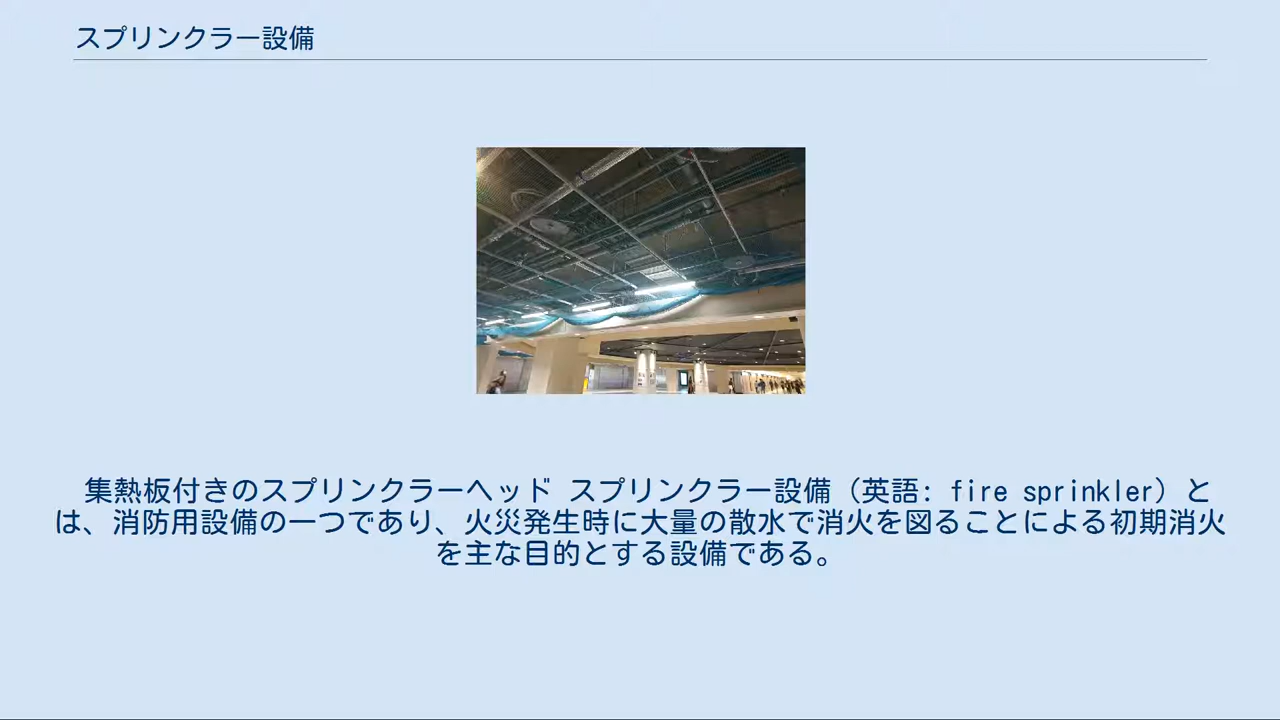 スプリンクラー設備
集熱板付きのスプリンクラーヘッド スプリンクラー設備（英語: fire sprinkler）と
は、消防用設備の一つであり、火災発生時に大量の散水で消火を図ることによる初期消火
を主な目的とする設備である。